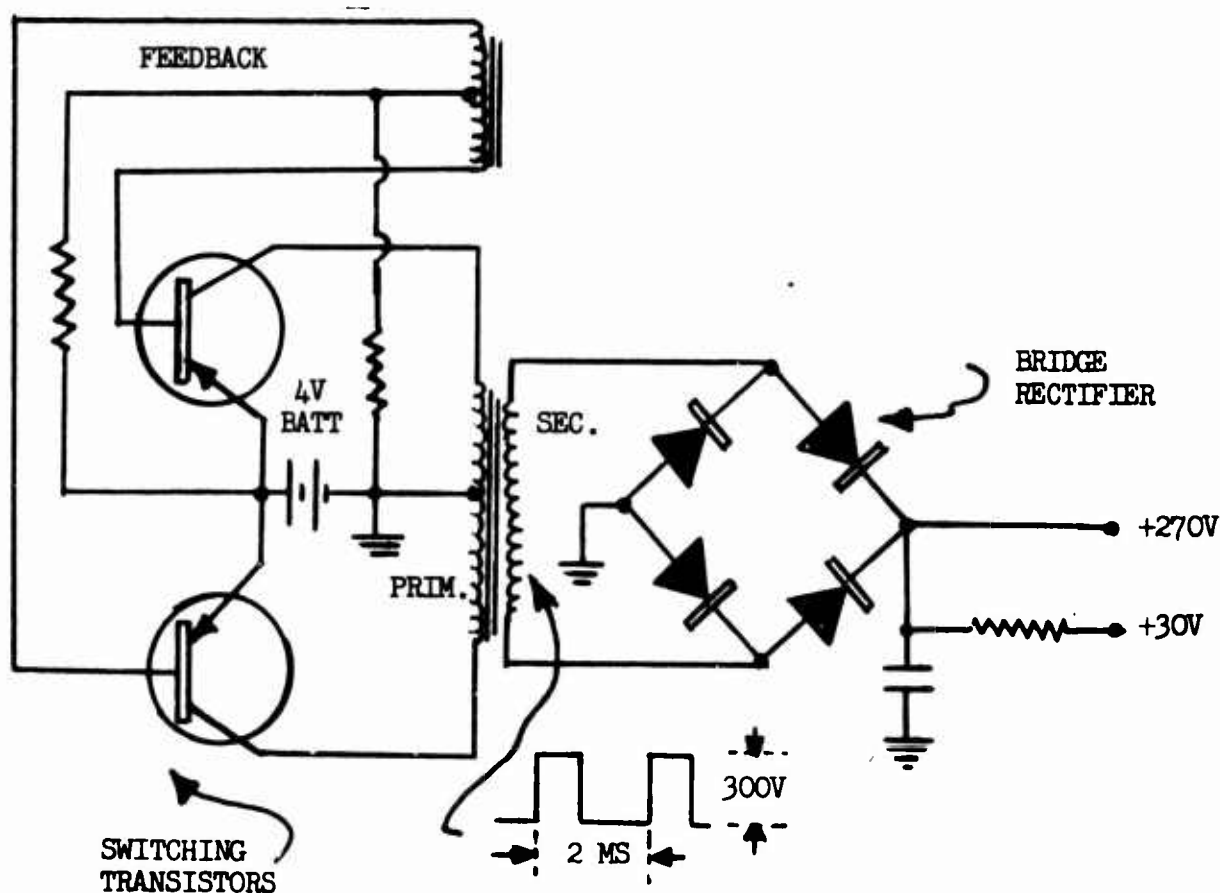 FEEDBACK
4V
BATT
SEC.
PRIM.
BRIDGE
RECTIFIER
+270V
+30V
300V
2 MS
SWITCHING
TRANSISTORS